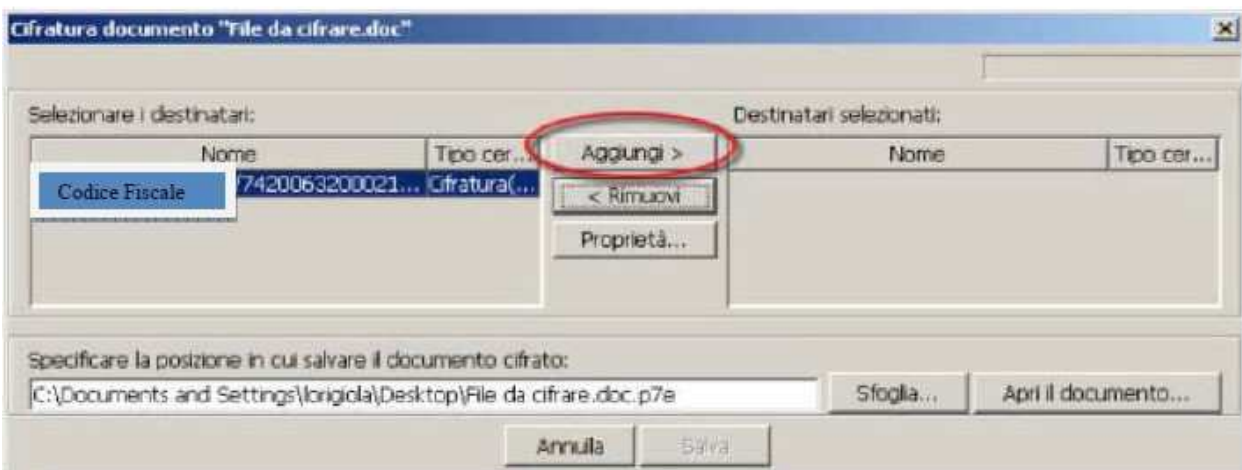 Cifratura documento "File da cifrare.doc"
Selezionare i destinatari:
Destinatari selezionati:
Nome
Tipo cer...
Aggiungi >
Nome
Tipo cer...
Codice Fiscale
/7420063200021...
Cifratura(...
< Rimuovi
Proprietà...
Specificare la posizione in cui salvare il documento cifrato:
C:\Documents and Settings\lorigiola\Desktop\File da cifrare.doc.p7e
Sfoglia...
Apri il documento...
Annulla
Salva